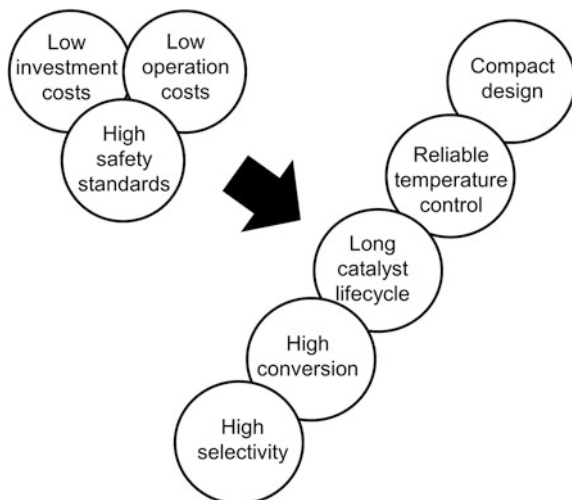 Low
investment
costs
Low
operation
costs
High
safety
standards
Compact
design
Reliable
temperature
control
Long
catalyst
lifecycle
High
conversion
High
selectivity